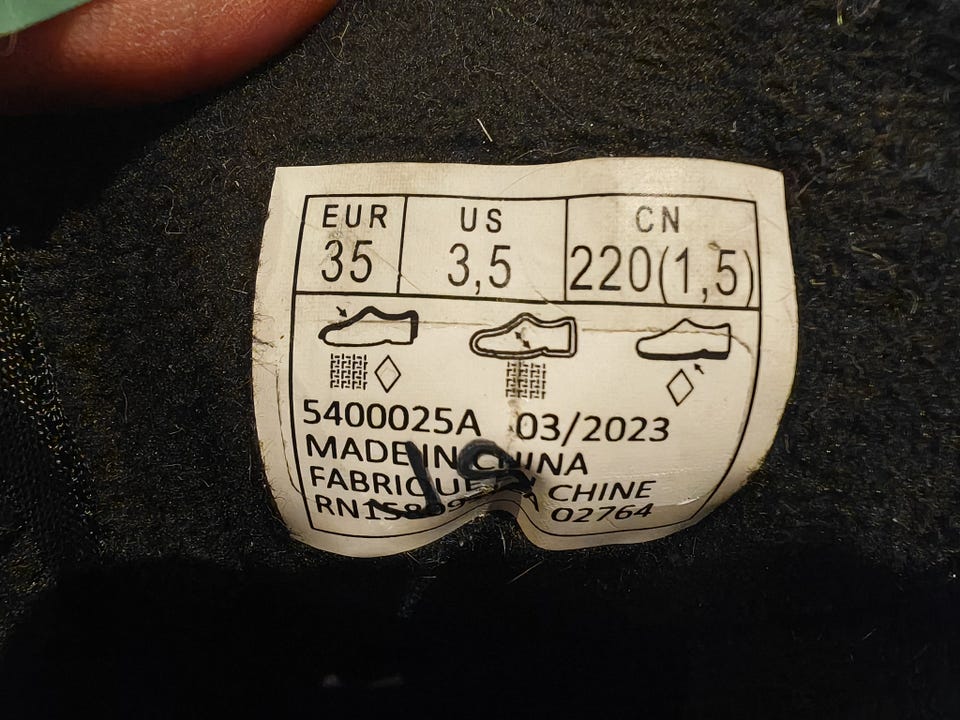 EUR US CN
35 3,5 220(1,5)
5400025A 03/2023
MADE IN CHINA
FABRIQUE CHINE
02764